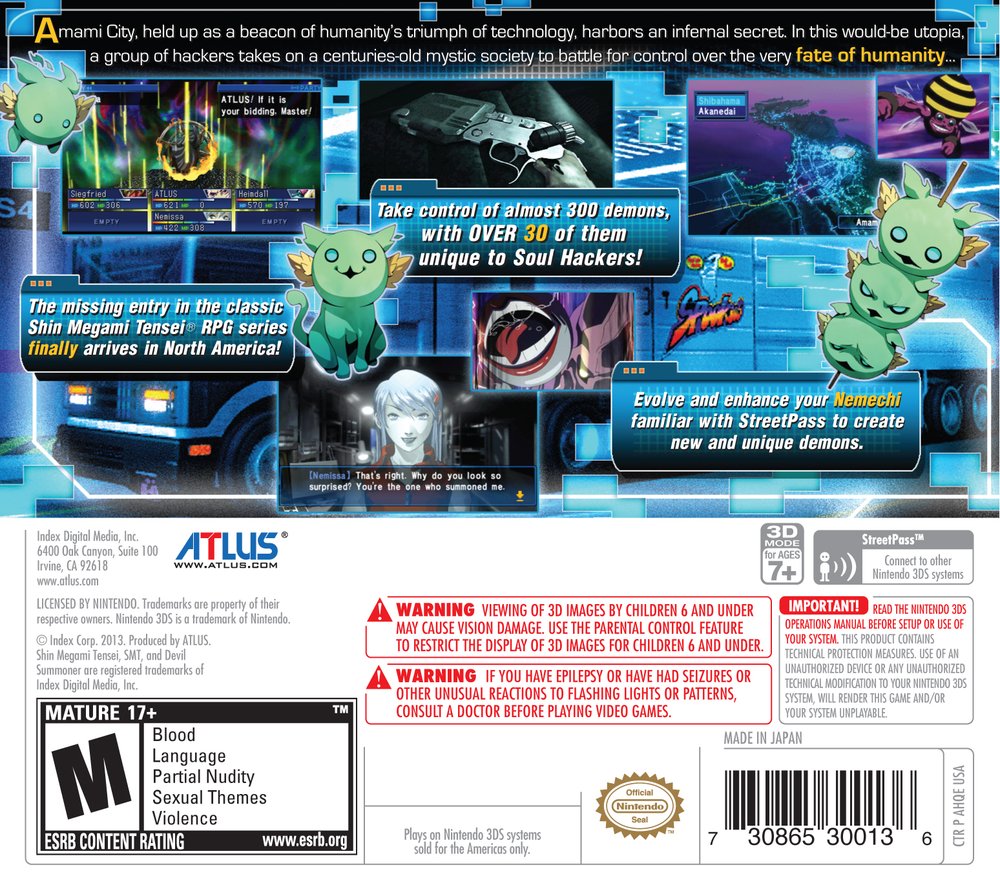 Amami City, held up as a beacon of humanity's triumph of technology, harbors an infernal secret. In this would-be utopia,
a group of hackers takes on a centuries-old mystic society to battle for control over the very fate of humanity...
ATLUS! If it is
your bidding. Master!
Siegfried
602 306
ATLUS
621 0
Heimdall
570 197
EMPTY
Nemissa
422 308
EMPTY
Shibahama
Akanedai
Amam
S4
Take control of almost 300 demons,
with OVER 30 of them
unique to Soul Hackers!
The missing entry in the classic
Shin Megami Tensei® RPG series
finally arrives in North America!
Spookies
Evolve and enhance your Nemechi
familiar with StreetPass to create
new and unique demons.
[Nemissa] That's right. Why do you look so
surprised? You're the one who summoned me.
Index Digital Media, Inc.
6400 Oak Canyon, Suite 100
Irvine, CA 92618
www.atlus.com
ATLUS®
WWW.ATLUS.COM
LICENSED BY NINTENDO. Trademarks are property of their
respective owners. Nintendo 3DS is a trademark of Nintendo.
© Index Corp. 2013. Produced by ATLUS.
Shin Megami Tensei, SMT, and Devil
Summoner are registered trademarks of
Index Digital Media, Inc.
3D
MODE
for AGES
7+
StreetPass™
Connect to other
Nintendo 3DS systems
WARNING VIEWING OF 3D IMAGES BY CHILDREN 6 AND UNDER
MAY CAUSE VISION DAMAGE. USE THE PARENTAL CONTROL FEATURE
TO RESTRICT THE DISPLAY OF 3D IMAGES FOR CHILDREN 6 AND UNDER.
WARNING IF YOU HAVE EPILEPSY OR HAVE HAD SEIZURES OR
OTHER UNUSUAL REACTIONS TO FLASHING LIGHTS OR PATTERNS,
CONSULT A DOCTOR BEFORE PLAYING VIDEO GAMES.
IMPORTANT! READ THE NINTENDO 3DS
OPERATIONS MANUAL BEFORE SETUP OR USE OF
YOUR SYSTEM. THIS PRODUCT CONTAINS
TECHNICAL PROTECTION MEASURES. USE OF AN
UNAUTHORIZED DEVICE OR ANY UNAUTHORIZED
TECHNICAL MODIFICATION TO YOUR NINTENDO 3DS
SYSTEM, WILL RENDER THIS GAME AND/OR
YOUR SYSTEM UNPLAYABLE.
MATURE 17+ ™
M
Blood
Language
Partial Nudity
Sexual Themes
Violence
ESRB CONTENT RATING www.esrb.org
Plays on Nintendo 3DS systems
sold for the Americas only.
Official
Nintendo
Seal
™
MADE IN JAPAN
7 30865 30013 6
CTR P AHQE USA